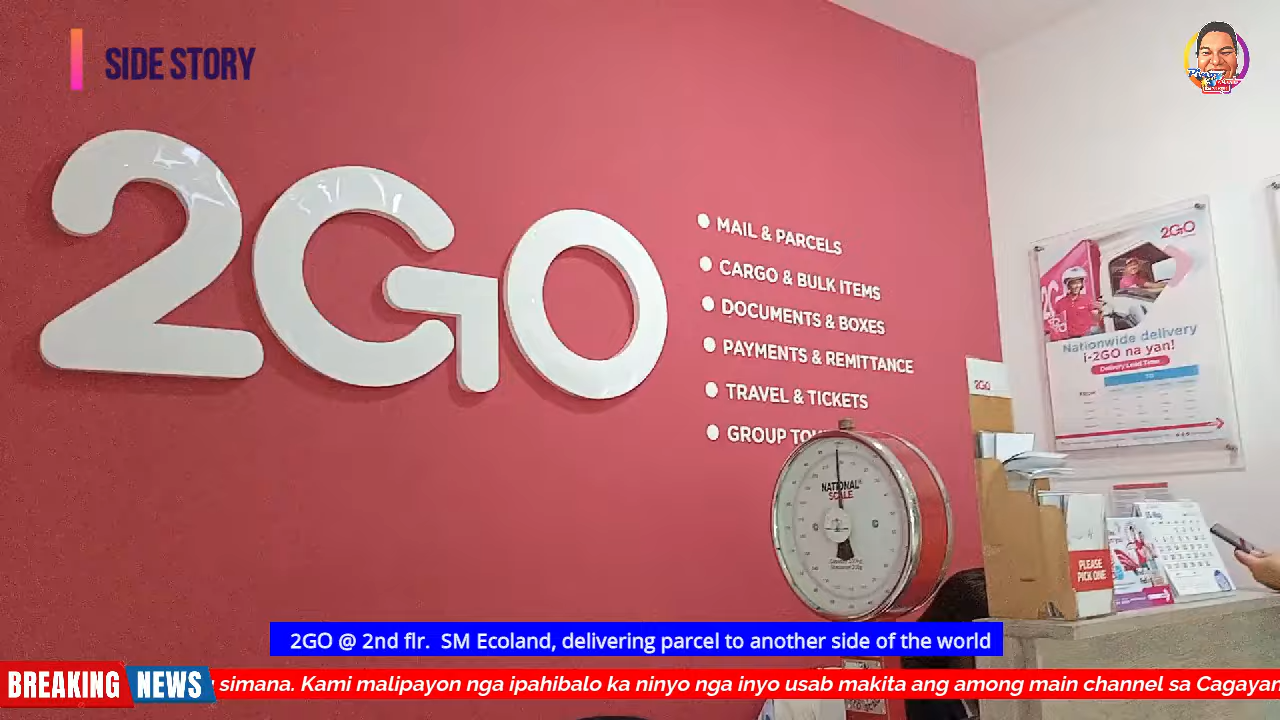 SIDE STORY
2GO
MAIL & PARCELS
CARGO & BULK ITEMS
DOCUMENTS & BOXES
PAYMENTS & REMITTANCE
TRAVEL & TICKETS
GROUP
2GO
Nationwide delivery
i-2GO na yan!
Delivery Lead Time
2GO
NATIONAL
SCALE
PLEASE
PICK ONE
2GO @ 2nd flr. SM Ecoland, delivering parcel to another side of the world
BREAKING NEWS
simana. Kami malipayon nga ipahibalo ka ninyo nga inyo usab makita ang among main channel sa Cagayan